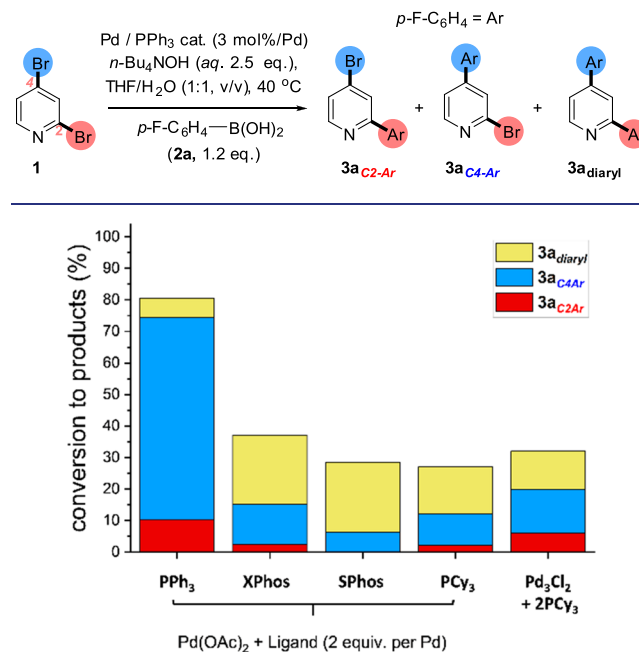 p-F-C6H4 = Ar
Pd / PPh3 cat. (3 mol%/Pd)
n-Bu4NOH (aq. 2.5 eq.),
THF/H2O (1:1, v/v), 40 °C
p-F-C6H4—B(OH)2
(2a, 1.2 eq.)
Br
4
N
2
Br
1
Br
N
Ar
3aC2-Ar
+
Ar
N
Br
3aC4-Ar
+
Ar
N
A
3adiaryl
conversion to products (%)
100
90
80
70
60
50
40
30
20
10
0
3adiaryl
3aC4Ar
3aC2Ar
PPh3
XPhos
SPhos
PCy3
Pd3Cl2
+ 2PCy3
Pd(OAc)2 + Ligand (2 equiv. per Pd)